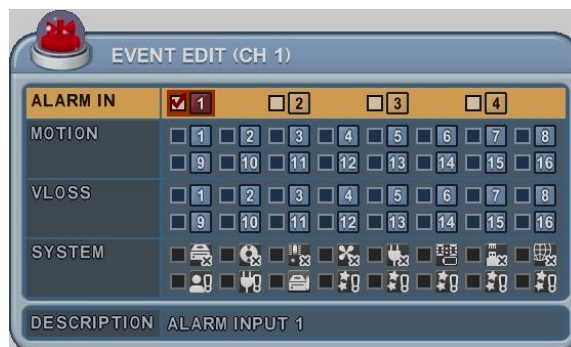 EVENT EDIT (CH 1)
ALARM IN 1 2 3 4
MOTION 1 2 3 4 5 6 7 8
9 10 11 12 13 14 15 16
VLOSS 1 2 3 4 5 6 7 8
9 10 11 12 13 14 15 16
SYSTEM
DESCRIPTION ALARM INPUT 1